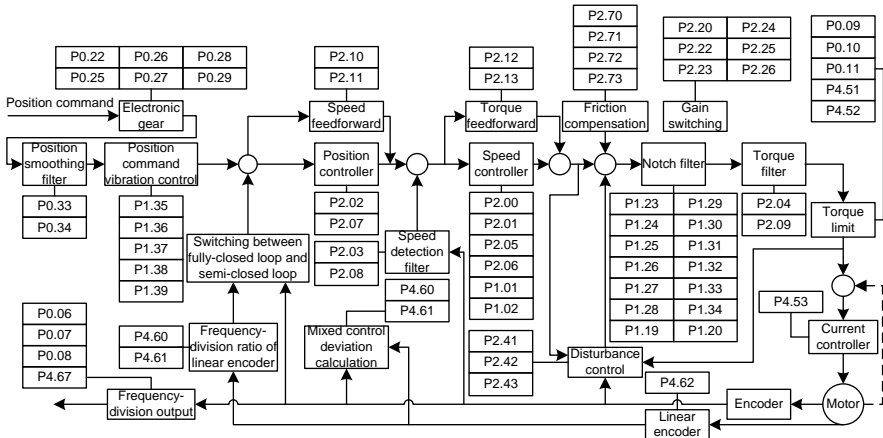 P0.22 P0.26 P0.28
P0.25 P0.27 P0.29
P2.10
P2.11
P2.12
P2.13
P2.70
P2.71
P2.72
P2.73
P2.20 P2.24
P2.22 P2.25
P2.23 P2.26
P0.09
P0.10
P0.11
P4.51
P4.52
Position command
Electronic
gear
Speed
feedforward
Torque
feedforward
Friction
compensation
Gain
switching
Position
smoothing
filter
Position
command
vibration control
Position
controller
Speed
controller
Notch filter
Torque
filter
P0.33
P0.34
P1.35
P1.36
P1.37
P1.38
P1.39
Switching between
fully-closed loop and
semi-closed loop
P2.02
P2.07
P2.03
P2.08
Speed
detection
filter
P2.00
P2.01
P2.05
P2.06
P1.01
P1.02
P1.23 P1.29
P1.24 P1.30
P1.25 P1.31
P1.26 P1.32
P1.27 P1.33
P1.28 P1.34
P1.19 P1.20
P2.04
P2.09
Torque
limit
P0.06
P0.07
P0.08
P4.67
P4.60
P4.61
Frequency-
division ratio of
linear encoder
P4.60
P4.61
Mixed control
deviation
calculation
P2.41
P2.42
P2.43
Disturbance
control
P4.53
Current
controller
Frequency-
division output
P4.62
Linear
encoder
Encoder
Motor